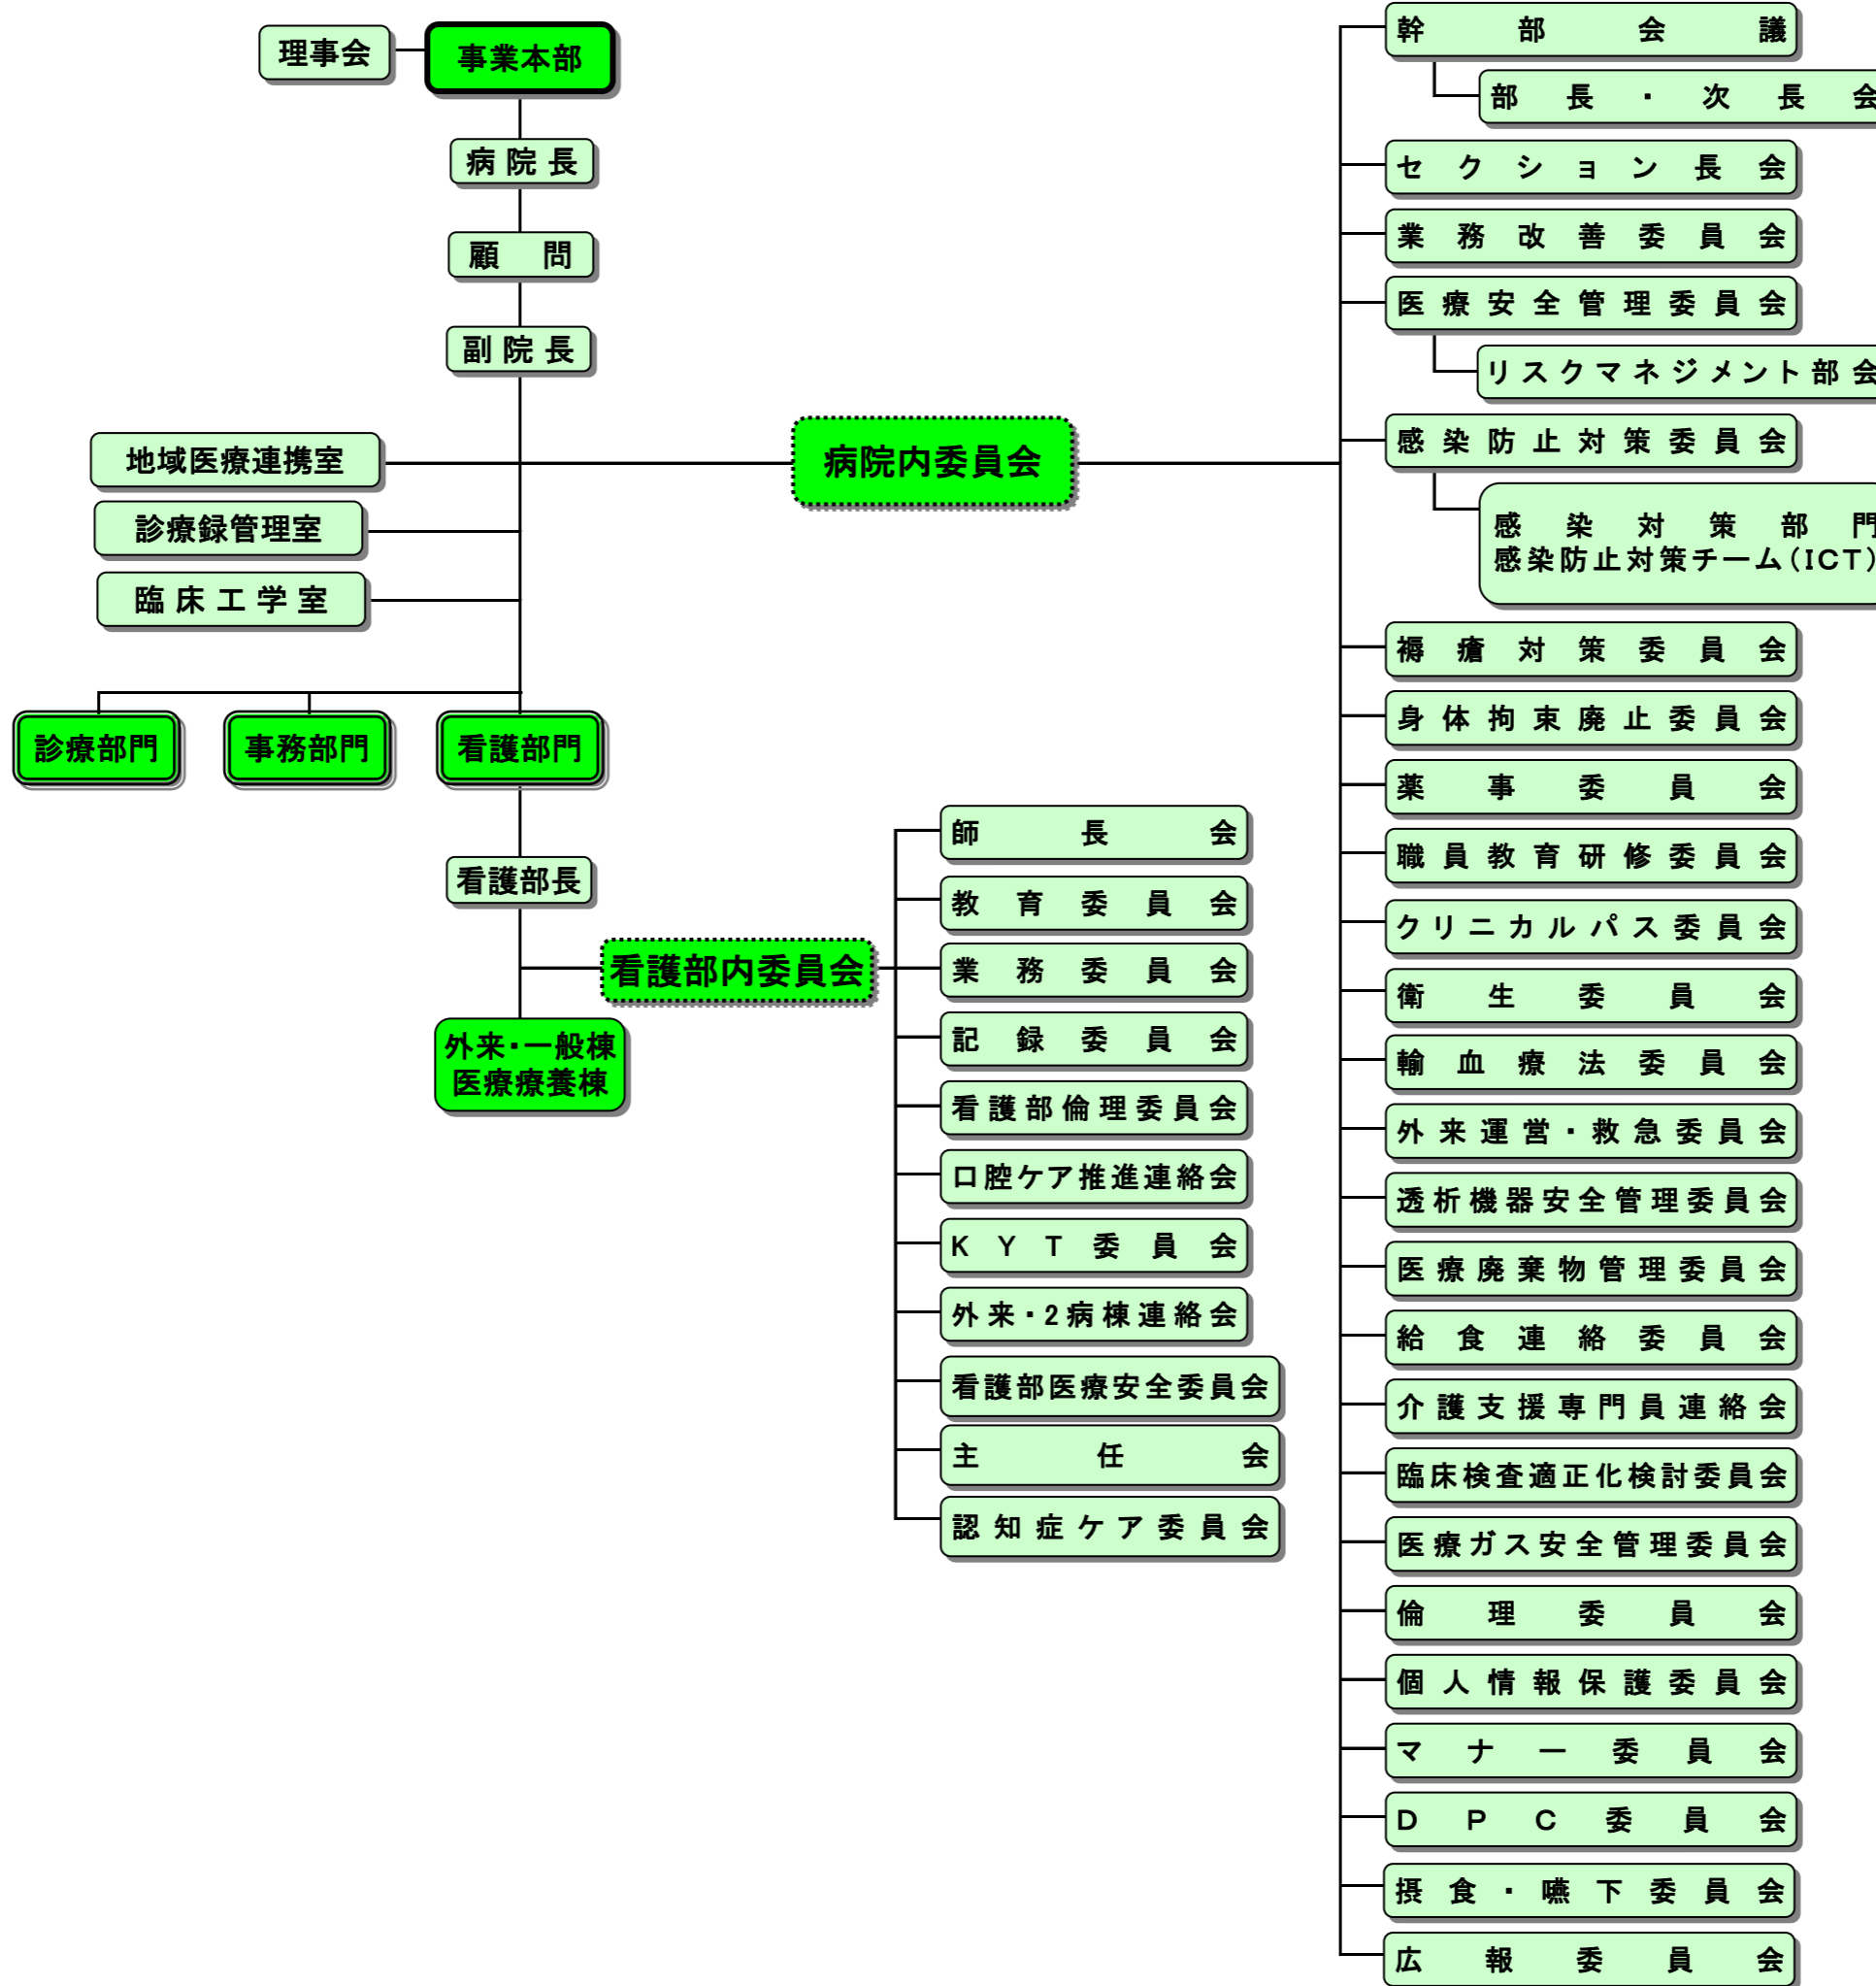 理事会
事業本部
病院長
顧問
副院長
地域医療連携室
診療録管理室
臨床工学室
病院内委員会
診療部門
事務部門
看護部門
看護部長
看護部内委員会
外来・一般棟
医療療養棟
師長会
教育委員会
業務委員会
記録委員会
看護部倫理委員会
口腔ケア推進連絡会
KYT委員会
外来・2病棟連絡会
看護部医療安全委員会
主任会
認知症ケア委員会
幹部会議
部長・次長会
セクション長会
業務改善委員会
医療安全管理委員会
リスクマネジメント部会
感染防止対策委員会
感染対策部門
感染防止対策チーム(ICT)
褥瘡対策委員会
身体拘束廃止委員会
薬事委員会
職員教育研修委員会
クリニカルパス委員会
衛生委員会
輸血療法委員会
外来運営・救急委員会
透析機器安全管理委員会
医療廃棄物管理委員会
給食連絡委員会
介護支援専門員連絡会
臨床検査適正化検討委員会
医療ガス安全管理委員会
倫理委員会
個人情報保護委員会
マナー委員会
DPC委員会
摂食・嚥下委員会
広報委員会